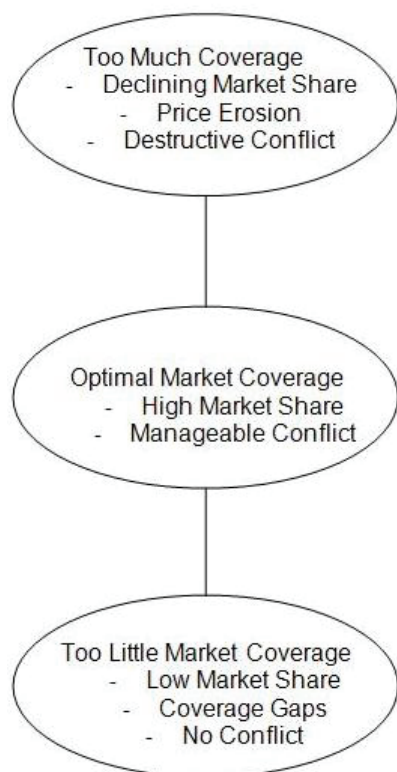 Too Much Coverage
- Declining Market Share
- Price Erosion
- Destructive Conflict
Optimal Market Coverage
- High Market Share
- Manageable Conflict
Too Little Market Coverage
- Low Market Share
- Coverage Gaps
- No Conflict